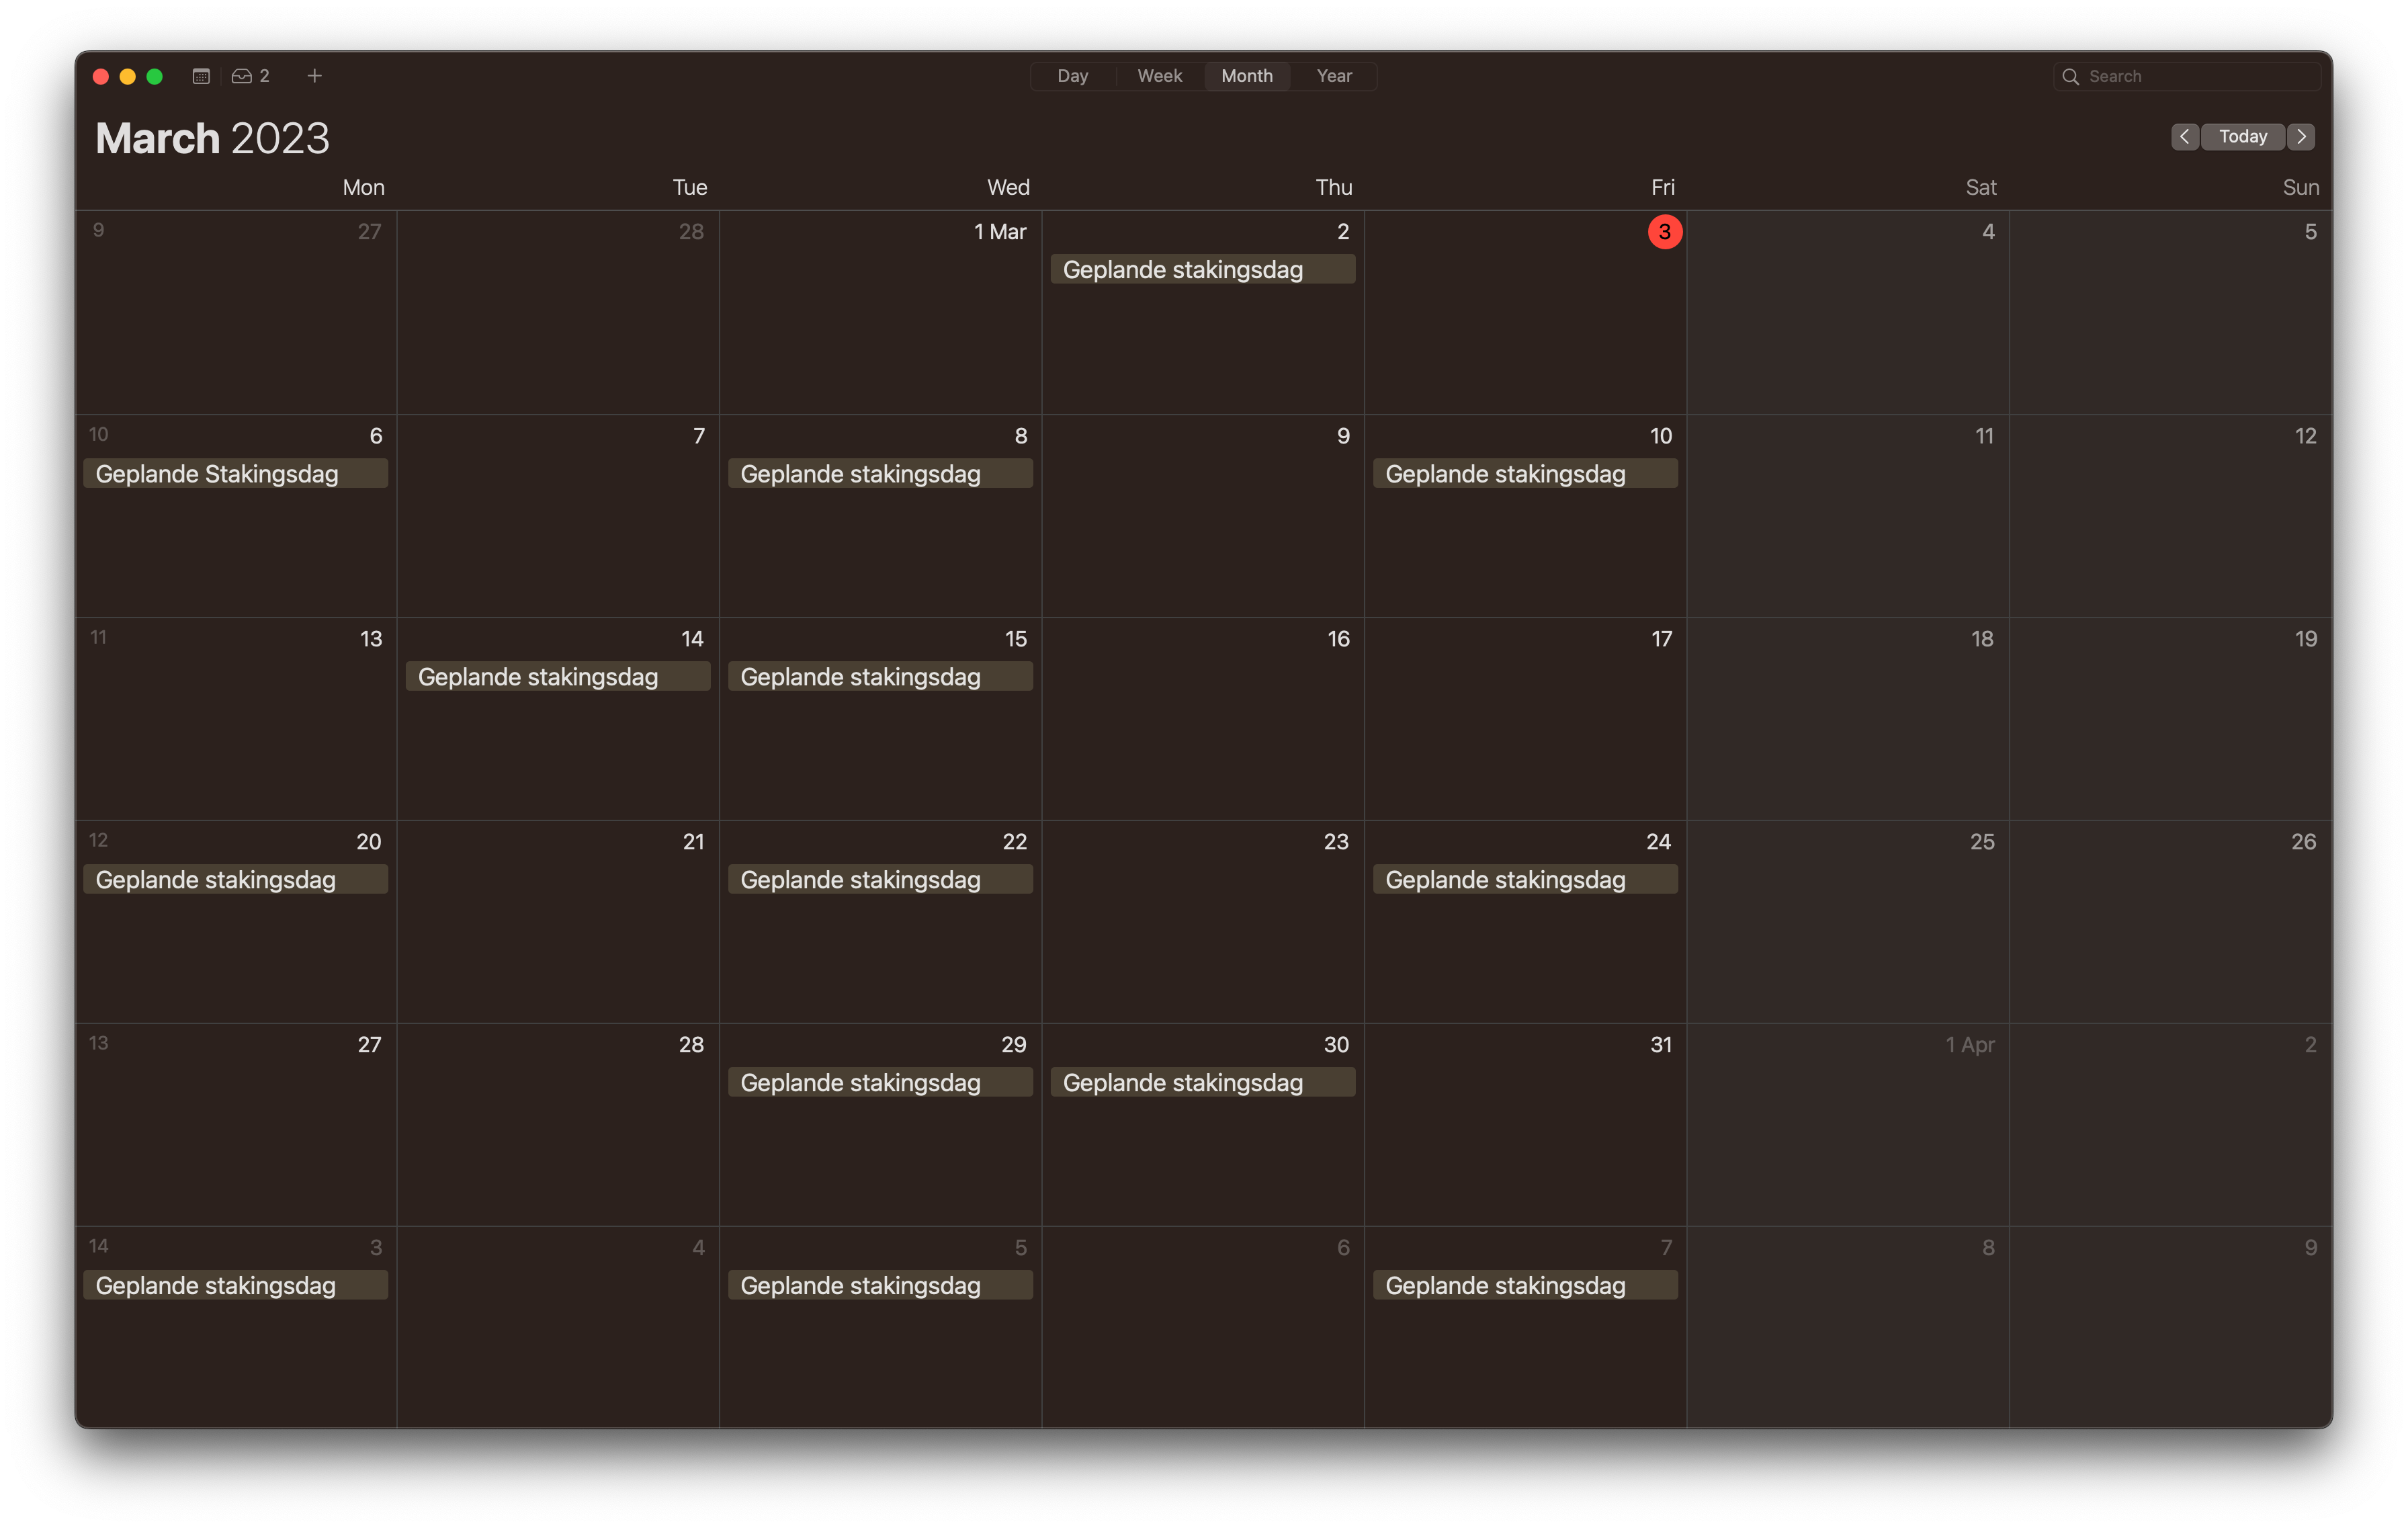 2
Day Week Month Year
Search
March 2023
Today
Mon Tue Wed Thu Fri Sat Sun
9 27 28 1 Mar 2 3 4 5
Geplande stakingsdag
10 6 7 8 9 10 11 12
Geplande Stakingsdag Geplande stakingsdag Geplande stakingsdag
11 13 14 15 16 17 18 19
Geplande stakingsdag Geplande stakingsdag
12 20 21 22 23 24 25 26
Geplande stakingsdag Geplande stakingsdag Geplande stakingsdag
13 27 28 29 30 31 1 Apr 2
Geplande stakingsdag Geplande stakingsdag
14 3 4 5 6 7 8 9
Geplande stakingsdag Geplande stakingsdag Geplande stakingsdag